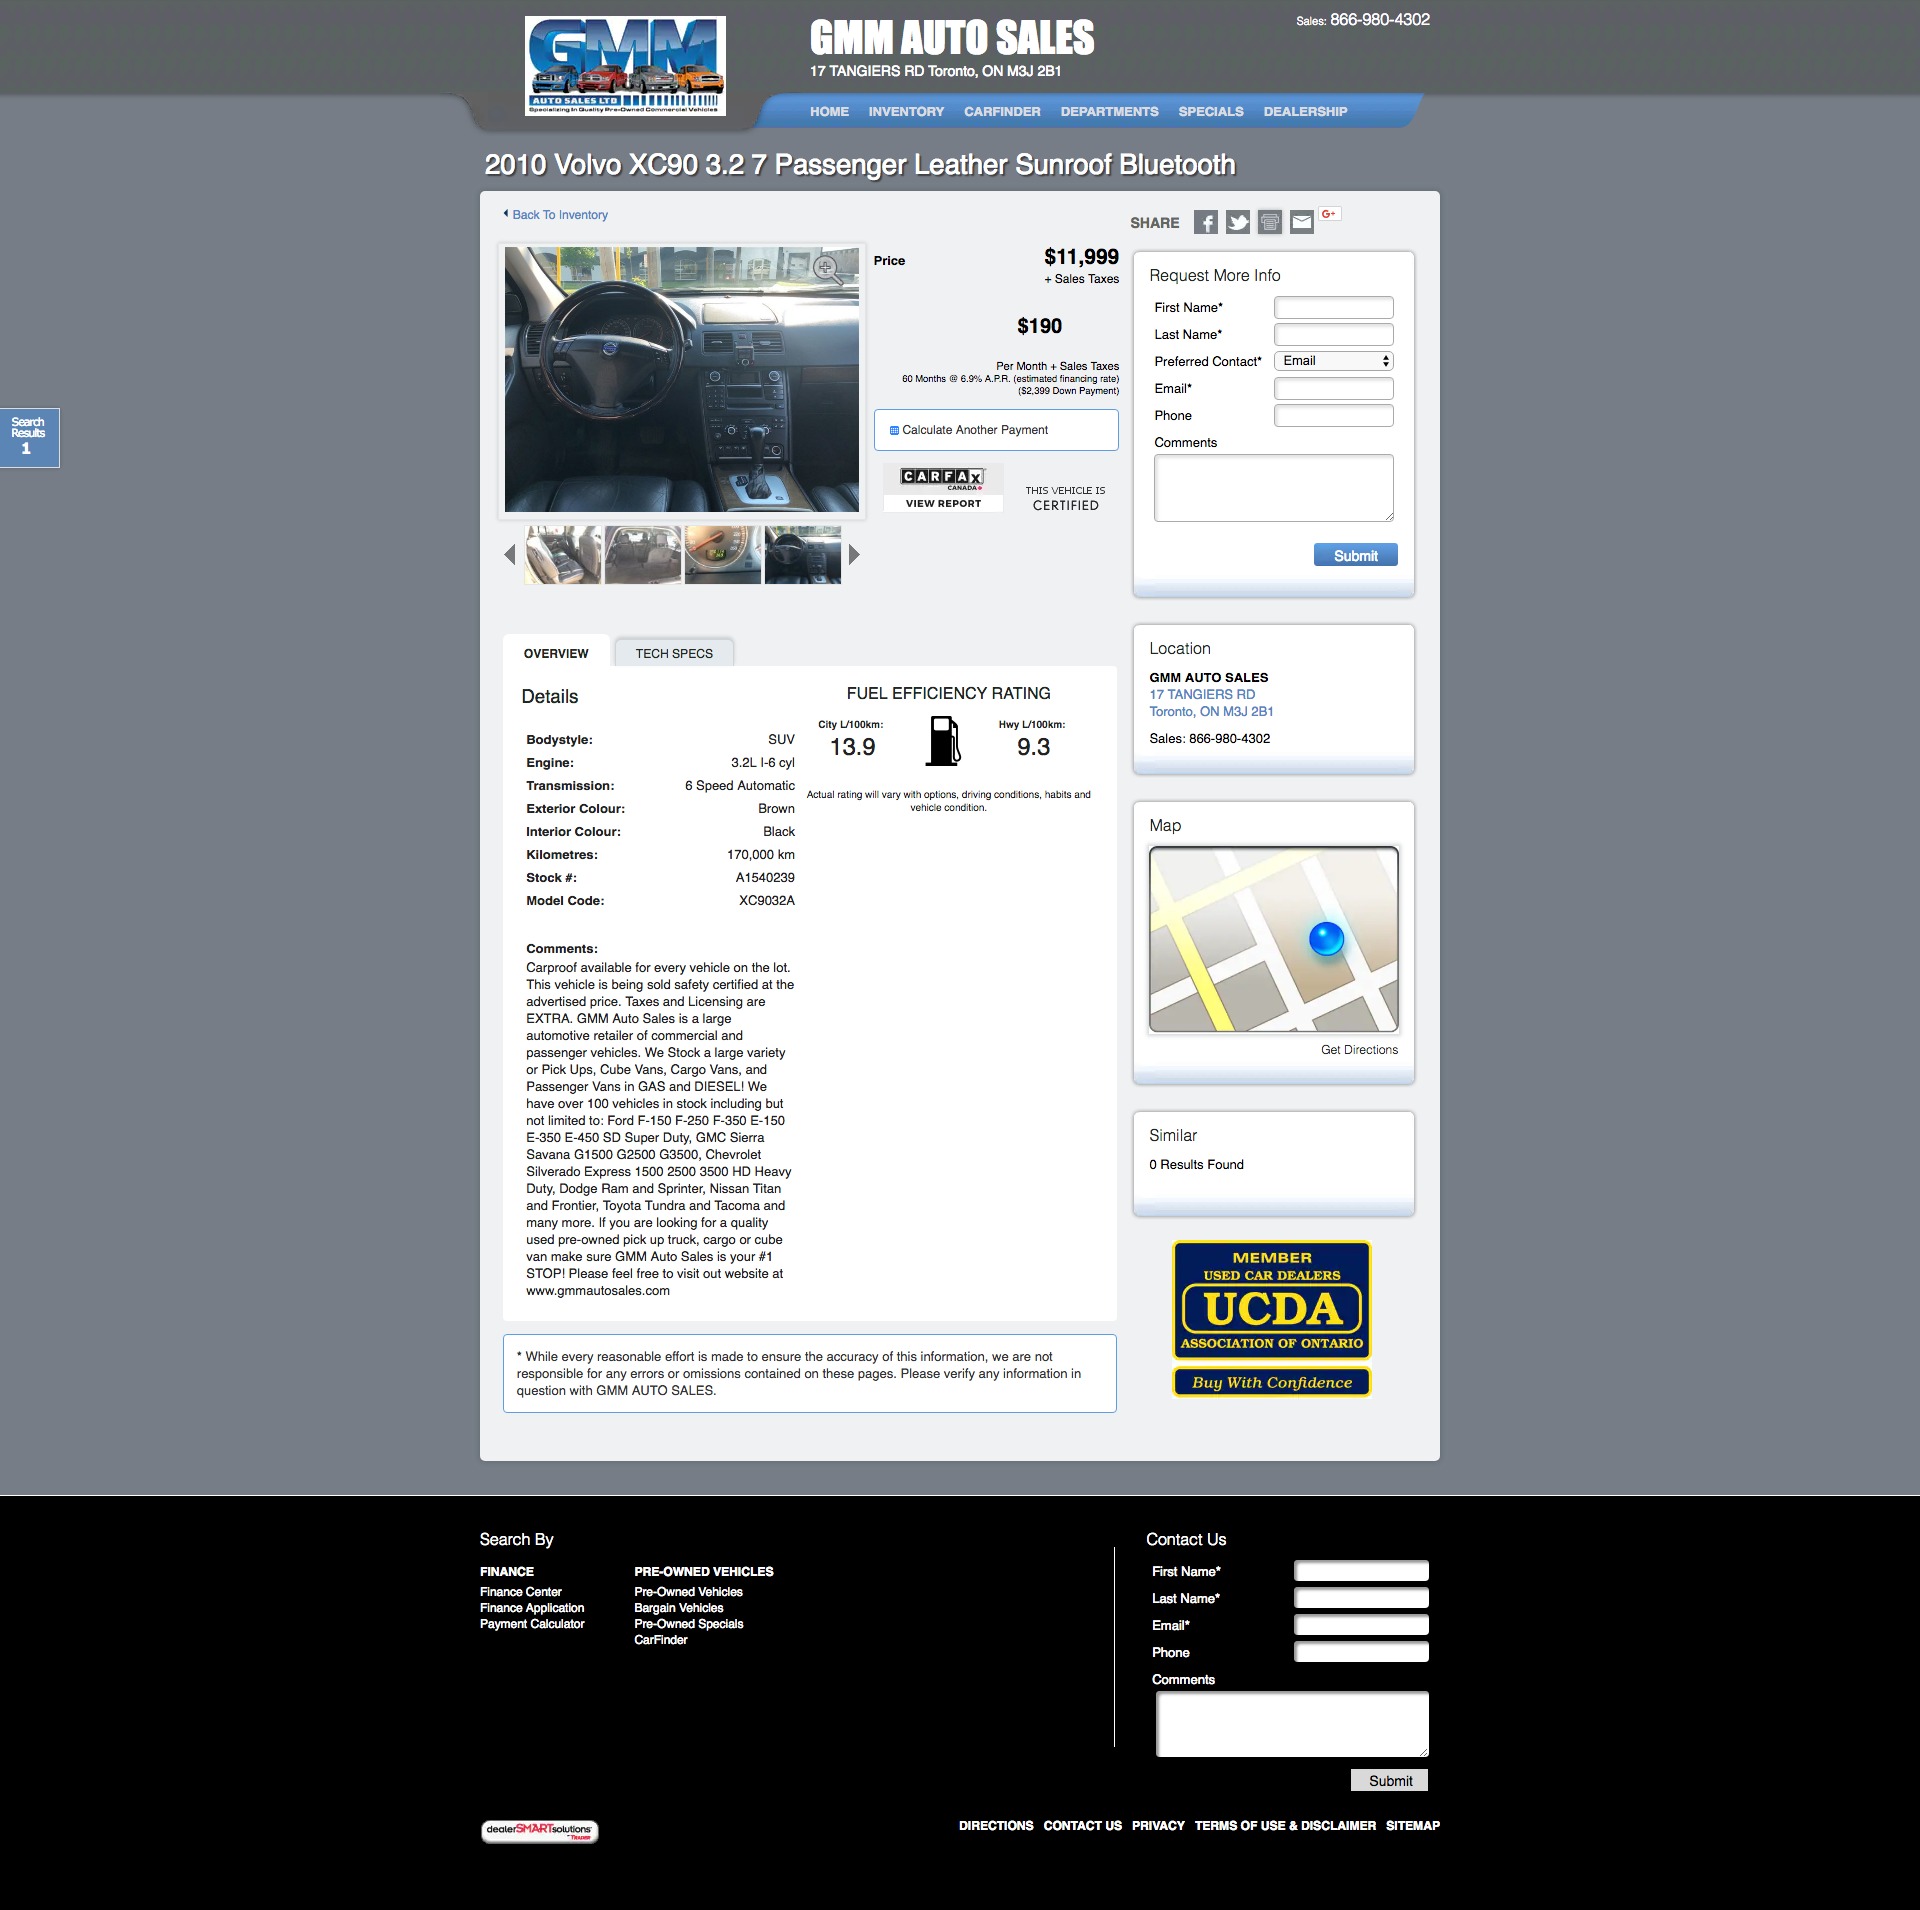 GMM
AUTO SALES LTD
Specializing In Quality Pre-Owned Commercial Vehicles
GMM AUTO SALES
17 TANGIERS RD Toronto, ON M3J 2B1
Sales: 866-980-4302
HOME INVENTORY CARFINDER DEPARTMENTS SPECIALS DEALERSHIP
2010 Volvo XC90 3.2 7 Passenger Leather Sunroof Bluetooth
Back To Inventory
SHARE
G+
Search
Results
1
Price
$11,999
+ Sales Taxes
$190
Per Month + Sales Taxes
60 Months @ 6.9% A.P.R. (estimated financing rate)
($2,399 Down Payment)
Calculate Another Payment
CARFAX
CANADA
VIEW REPORT
THIS VEHICLE IS
CERTIFIED
Request More Info
First Name*
Last Name*
Preferred Contact* Email
Email*
Phone
Comments
Submit
OVERVIEW
TECH SPECS
Details
Bodystyle: SUV
Engine: 3.2L I-6 cyl
Transmission: 6 Speed Automatic
Exterior Colour: Brown
Interior Colour: Black
Kilometres: 170,000 km
Stock #: A1540239
Model Code: XC9032A
FUEL EFFICIENCY RATING
City L/100km:
13.9
Hwy L/100km:
9.3
Actual rating will vary with options, driving conditions, habits and
vehicle condition.
Comments:
Carproof available for every vehicle on the lot.
This vehicle is being sold safety certified at the
advertised price. Taxes and Licensing are
EXTRA. GMM Auto Sales is a large
automotive retailer of commercial and
passenger vehicles. We Stock a large variety
or Pick Ups, Cube Vans, Cargo Vans, and
Passenger Vans in GAS and DIESEL! We
have over 100 vehicles in stock including but
not limited to: Ford F-150 F-250 F-350 E-150
E-350 E-450 SD Super Duty, GMC Sierra
Savana G1500 G2500 G3500, Chevrolet
Silverado Express 1500 2500 3500 HD Heavy
Duty, Dodge Ram and Sprinter, Nissan Titan
and Frontier, Toyota Tundra and Tacoma and
many more. If you are looking for a quality
used pre-owned pick up truck, cargo or cube
van make sure GMM Auto Sales is your #1
STOP! Please feel free to visit out website at
www.gmmautosales.com
* While every reasonable effort is made to ensure the accuracy of this information, we are not
responsible for any errors or omissions contained on these pages. Please verify any information in
question with GMM AUTO SALES.
Location
GMM AUTO SALES
17 TANGIERS RD
Toronto, ON M3J 2B1
Sales: 866-980-4302
Map
Get Directions
Similar
0 Results Found
MEMBER
USED CAR DEALERS
UCDA
ASSOCIATION OF ONTARIO
Buy With Confidence
Search By
FINANCE
Finance Center
Finance Application
Payment Calculator
PRE-OWNED VEHICLES
Pre-Owned Vehicles
Bargain Vehicles
Pre-Owned Specials
CarFinder
Contact Us
First Name*
Last Name*
Email*
Phone
Comments
Submit
dealerSMARTsolutions
TRADER
DIRECTIONS CONTACT US PRIVACY TERMS OF USE & DISCLAIMER SITEMAP